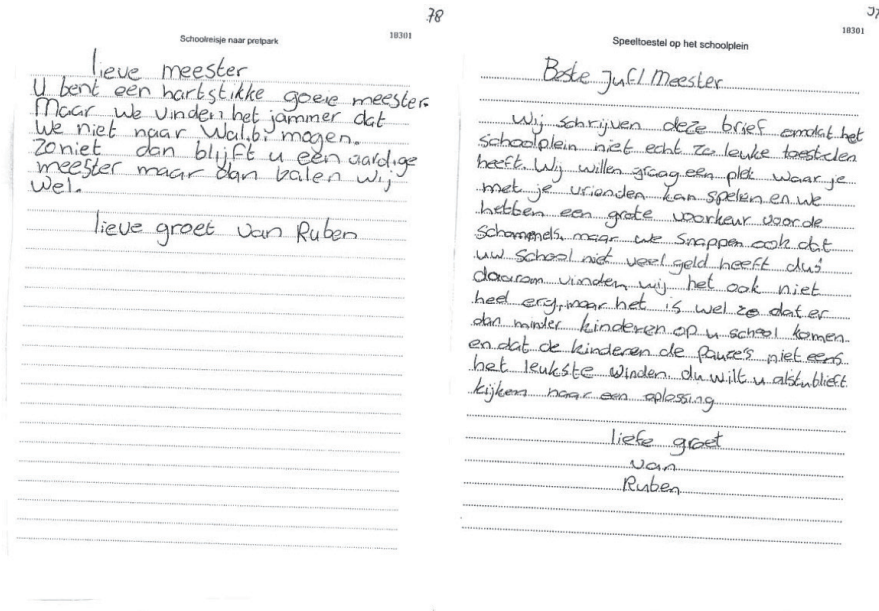 78
Schoolreisje naar pretpark
18301
lieve meester
U bent een hartstikke goeie meester.
Maar we vinden het jammer dat
we niet naar Walibi mogen.
zoniet dan blijft u een aardige
meester maar dan balen wij
wel.
lieve groet van Ruben
18301
Speeltoestel op het schoolplein
Beste Juf/Meester
Wij schrijven deze brief omdat het
schoolplein niet echt zo leuke toestelen
heeft. Wij willen graag een plek waar je
met je vrienden kan spelen en we
hebben een grote voorkeur voor de
maar we snappen ook dat
uw school niet veel geld heeft dus
daarom vinden wij het ook niet
heel erg, maar het is wel zo dat er
dan minder kinderen op u school komen
en dat de kinderen de pauze's niet eens
het leukste vinden du wilt u alstublieft
kijken naar een oplossing
liefe groet
van
Ruben